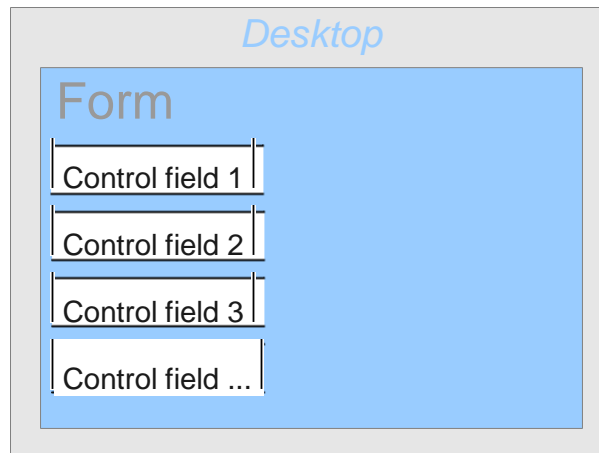 Desktop
Form
Control field 1
Control field 2
Control field 3
Control field ...